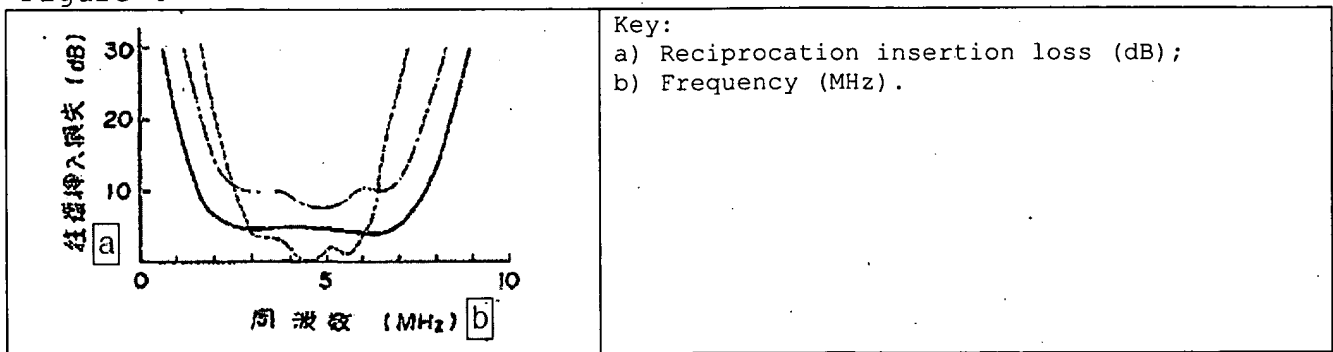 Figure
30
20
10
往復挿入損失 (dB)
a
0
5
10
周波数 (MHz) b
Key:
a) Reciprocation insertion loss (dB);
b) Frequency (MHz).